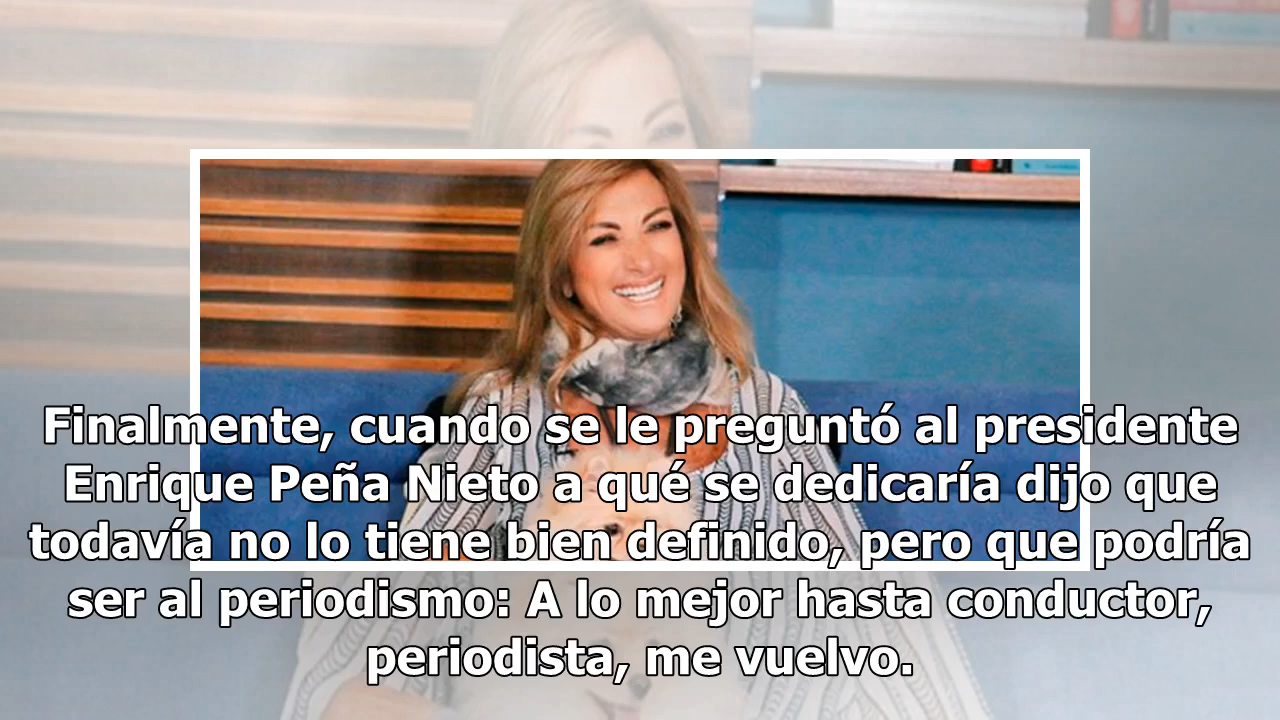 Finalmente, cuando se le preguntó al presidente
Enrique Peña Nieto a qué se dedicaría dijo que
todavía no lo tiene bien definido, pero que podría
ser al periodismo: A lo mejor hasta conductor,
periodista, me vuelvo.